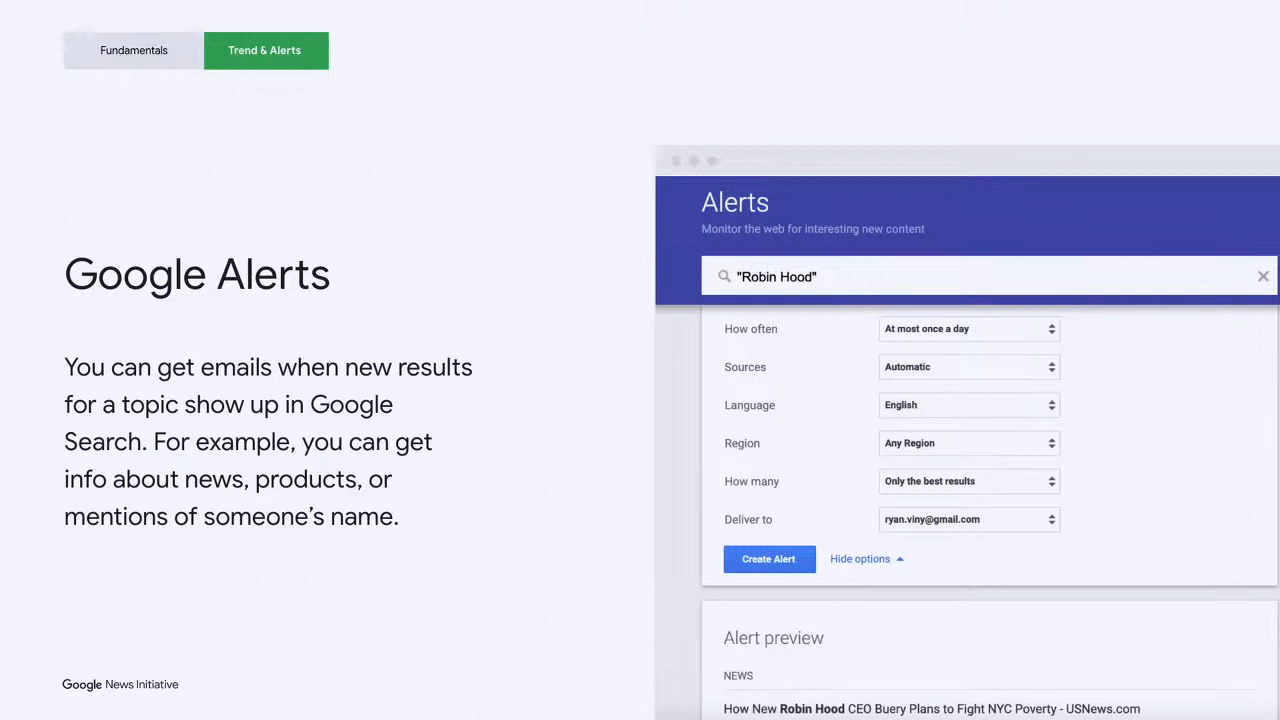 Fundamentals
Trend & Alerts
Google Alerts
You can get emails when new results
for a topic show up in Google
Search. For example, you can get
info about news, products, or
mentions of someone’s name.
Google News Initiative
Alerts
Monitor the web for interesting new content
"Robin Hood"
How often At most once a day
Sources Automatic
Language English
Region Any Region
How many Only the best results
Deliver to ryan.viny@gmail.com
Create Alert Hide options
Alert preview
NEWS
How New Robin Hood CEO Buery Plans to Fight NYC Poverty - USNews.com